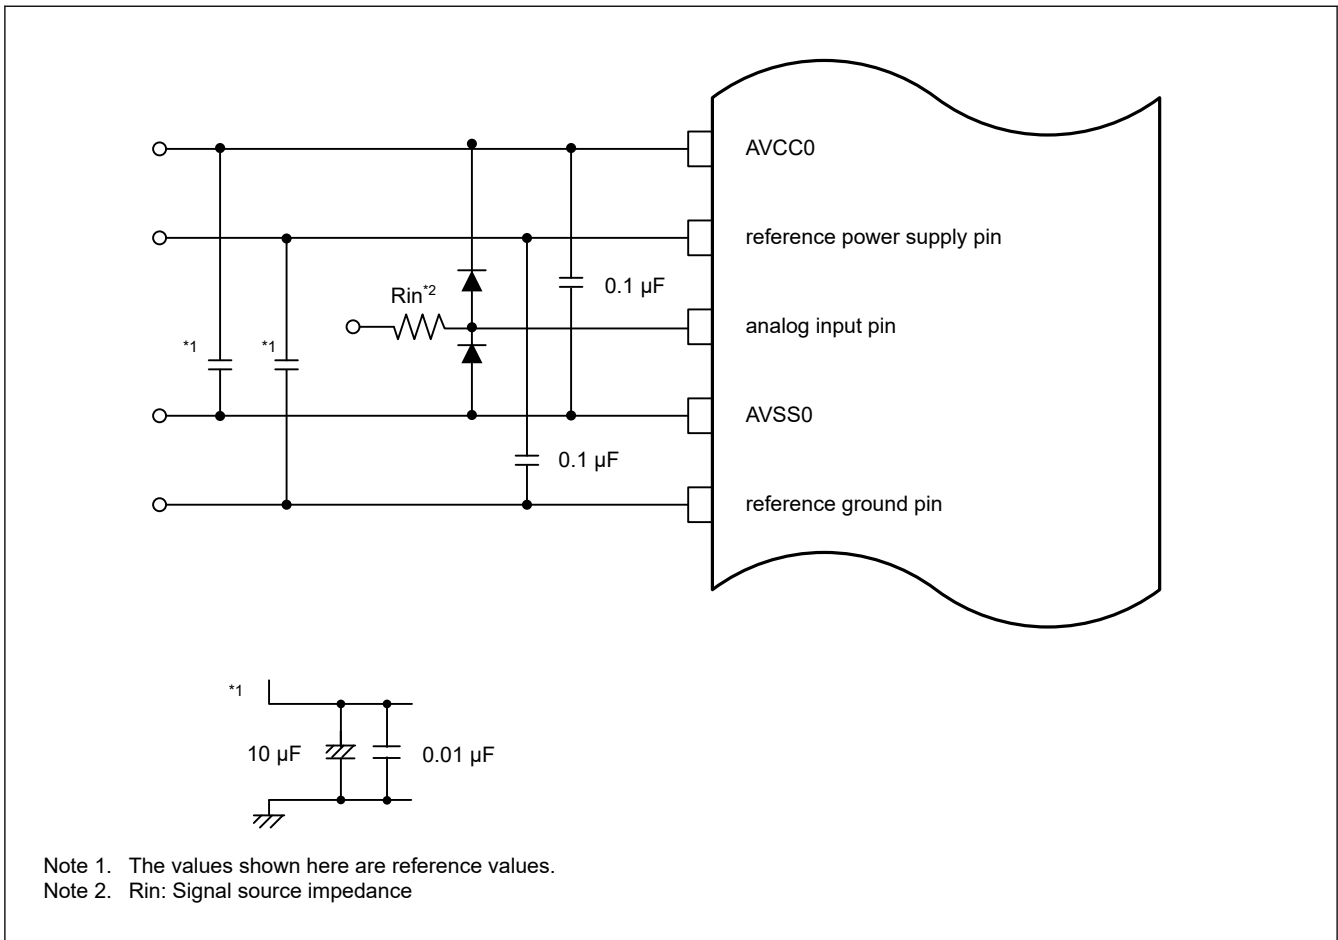 AVCC0
reference power supply pin
0.1 µF
Rin*2
analog input pin
*1
*1
AVSS0
0.1 µF
reference ground pin
*1
10 µF
0.01 µF
Note 1. The values shown here are reference values.
Note 2. Rin: Signal source impedance